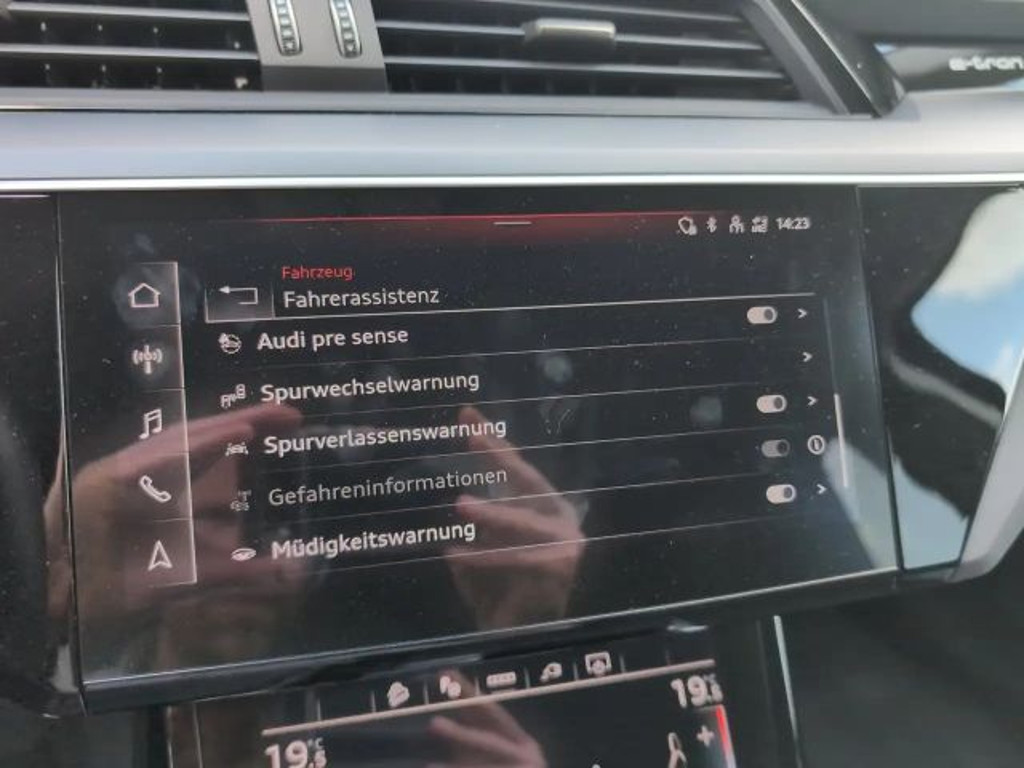 e-tron
14:23
Fahrzeug
Fahrerassistenz
Audi pre sense
Spurwechselwarnung
Spurverlassenswarnung
Gefahreninformationen
Müdigkeitswarnung
19.5°C
19.5°C